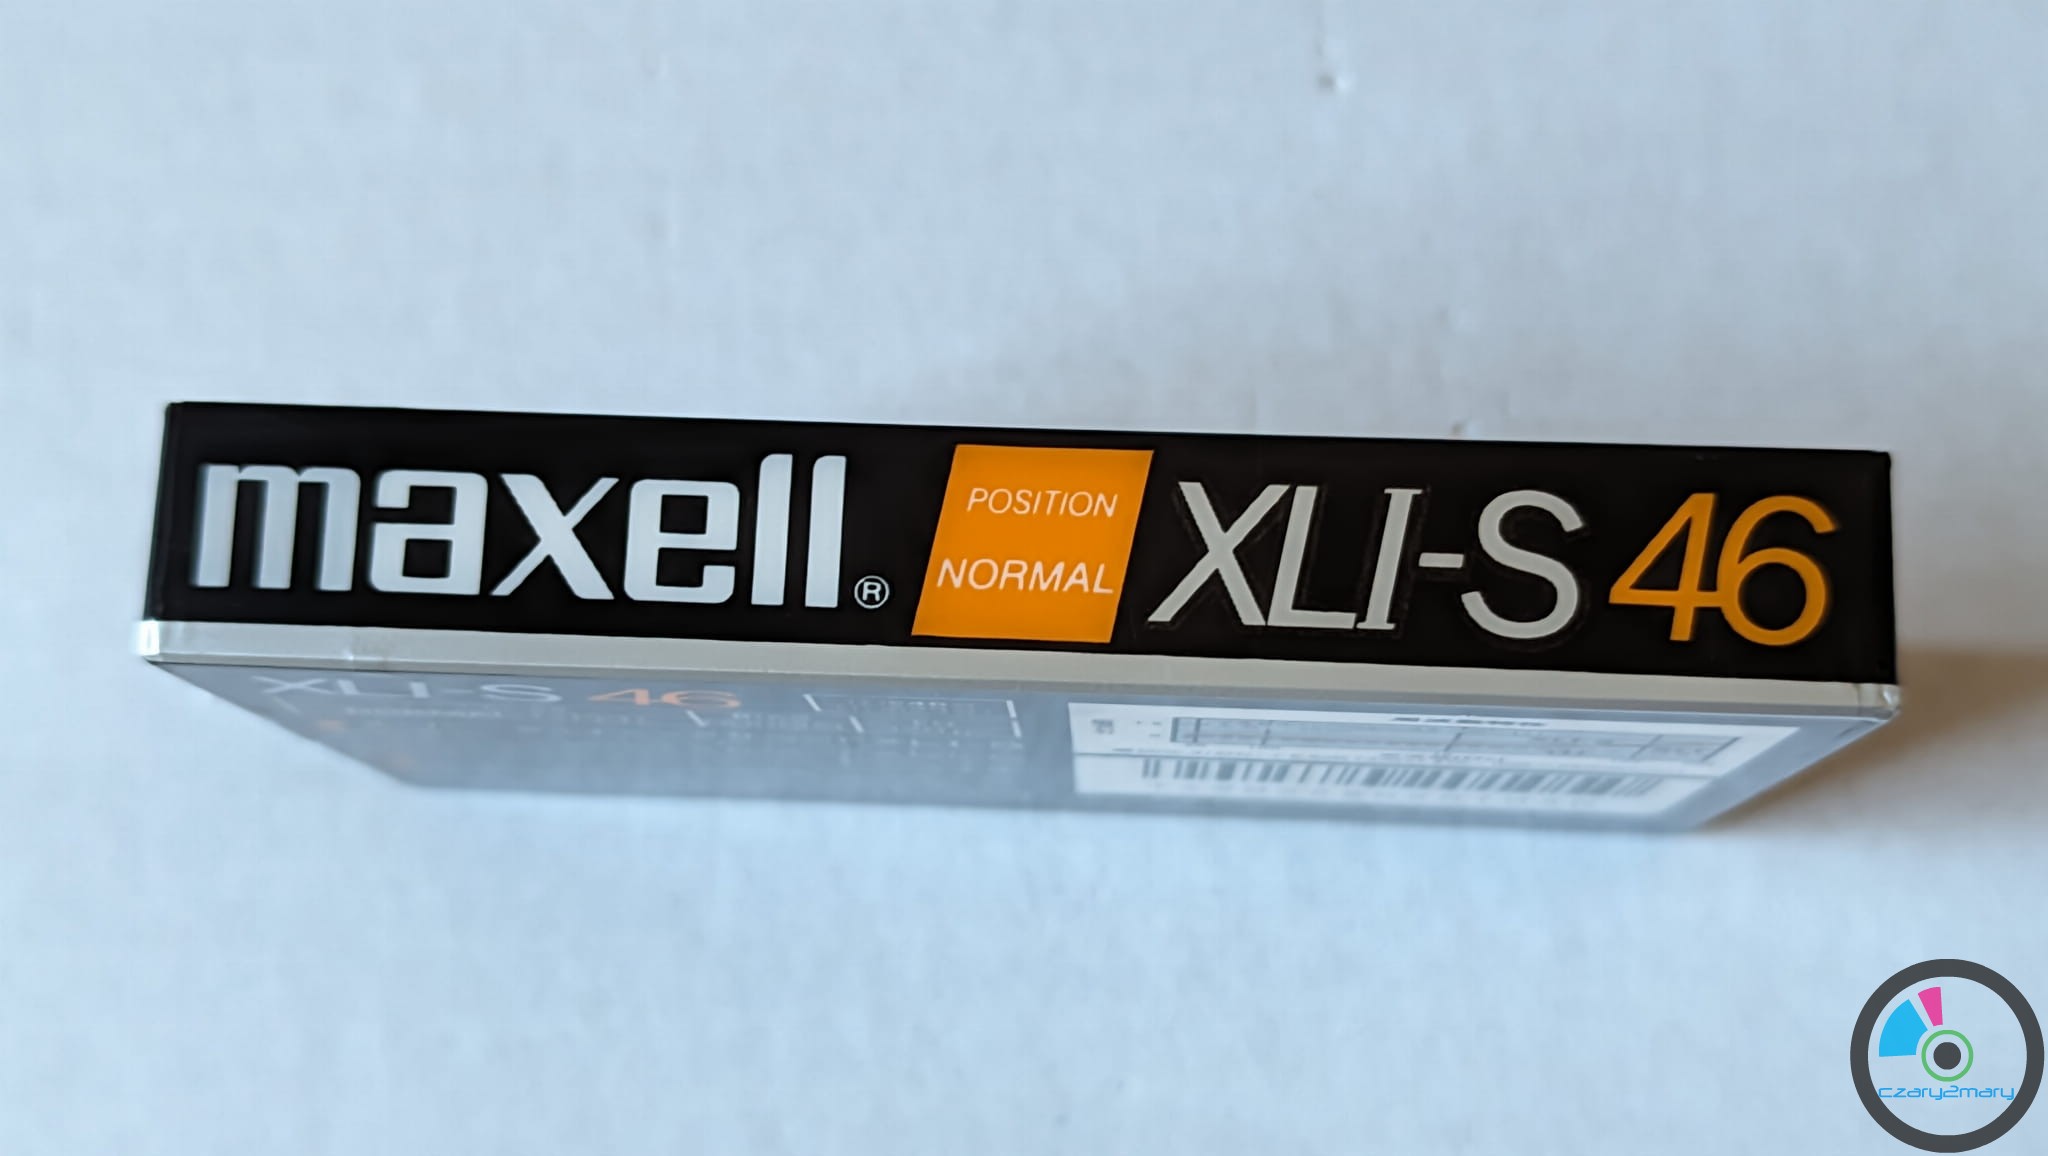 maxell®
POSITION
NORMAL
XLI-S 46
XLI-S 46
czary2mary